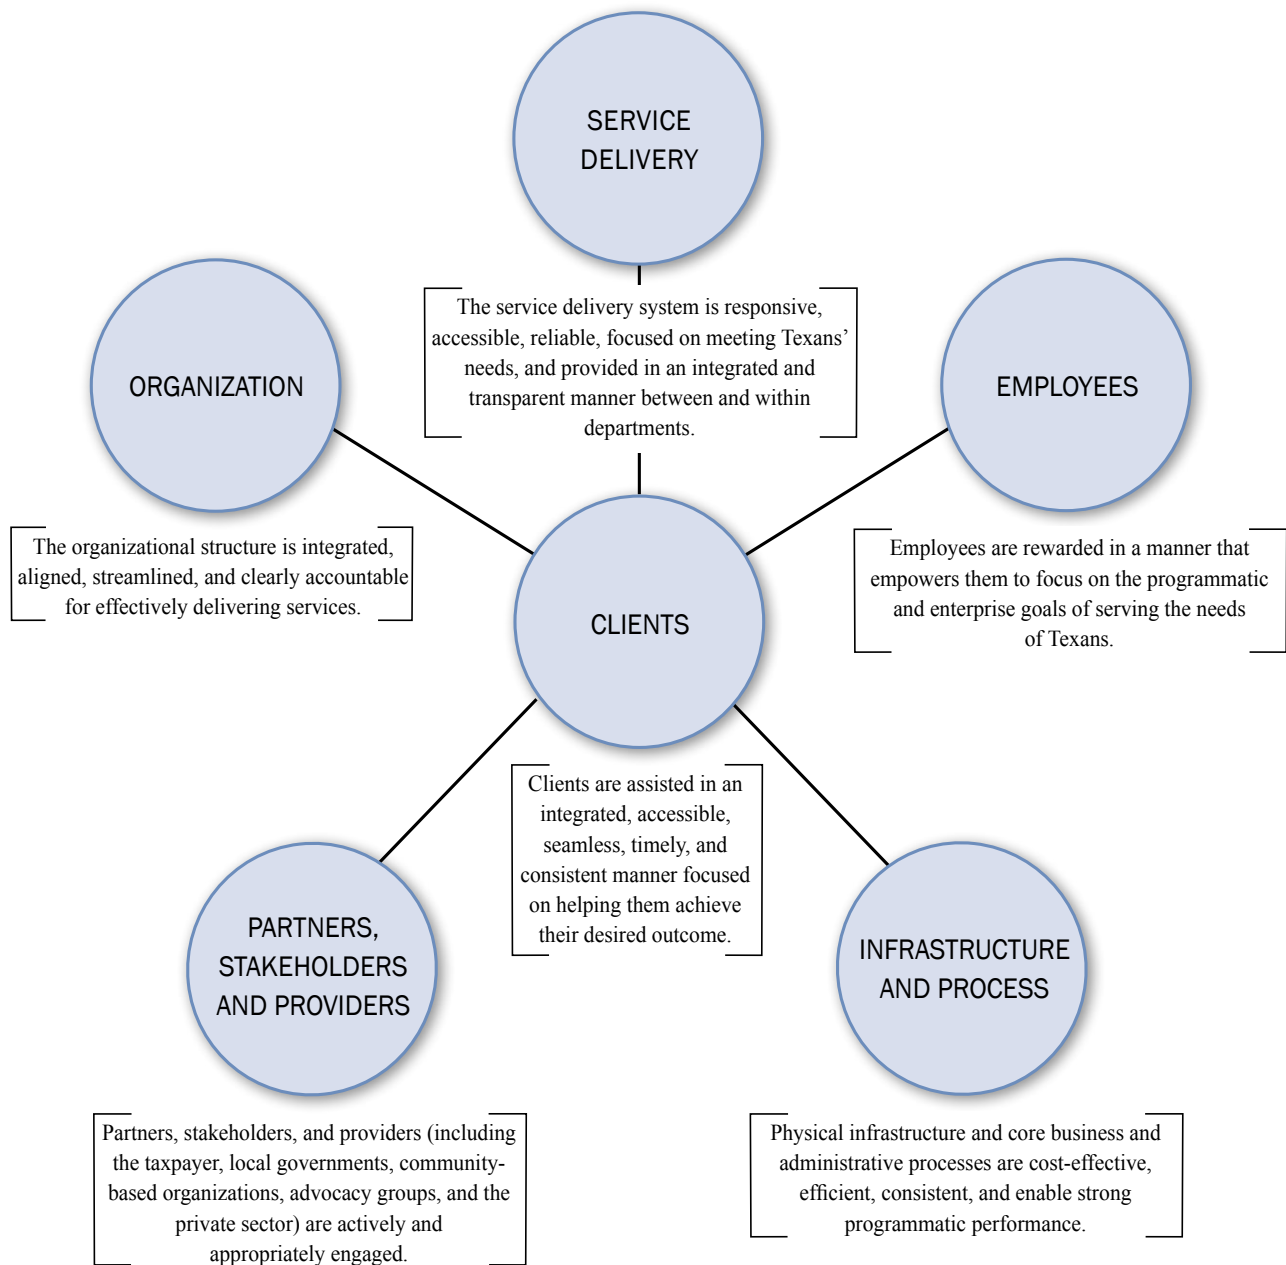 SERVICE
DELIVERY
The service delivery system is responsive,
accessible, reliable, focused on meeting Texans’
needs, and provided in an integrated and
transparent manner between and within
departments.
ORGANIZATION
The organizational structure is integrated,
aligned, streamlined, and clearly accountable
for effectively delivering services.
EMPLOYEES
Employees are rewarded in a manner that
empowers them to focus on the programmatic
and enterprise goals of serving the needs
of Texans.
CLIENTS
Clients are assisted in an
integrated, accessible,
seamless, timely, and
consistent manner focused
on helping them achieve
their desired outcome.
PARTNERS,
STAKEHOLDERS
AND PROVIDERS
Partners, stakeholders, and providers (including
the taxpayer, local governments, community-
based organizations, advocacy groups, and the
private sector) are actively and
appropriately engaged.
INFRASTRUCTURE
AND PROCESS
Physical infrastructure and core business and
administrative processes are cost-effective,
efficient, consistent, and enable strong
programmatic performance.